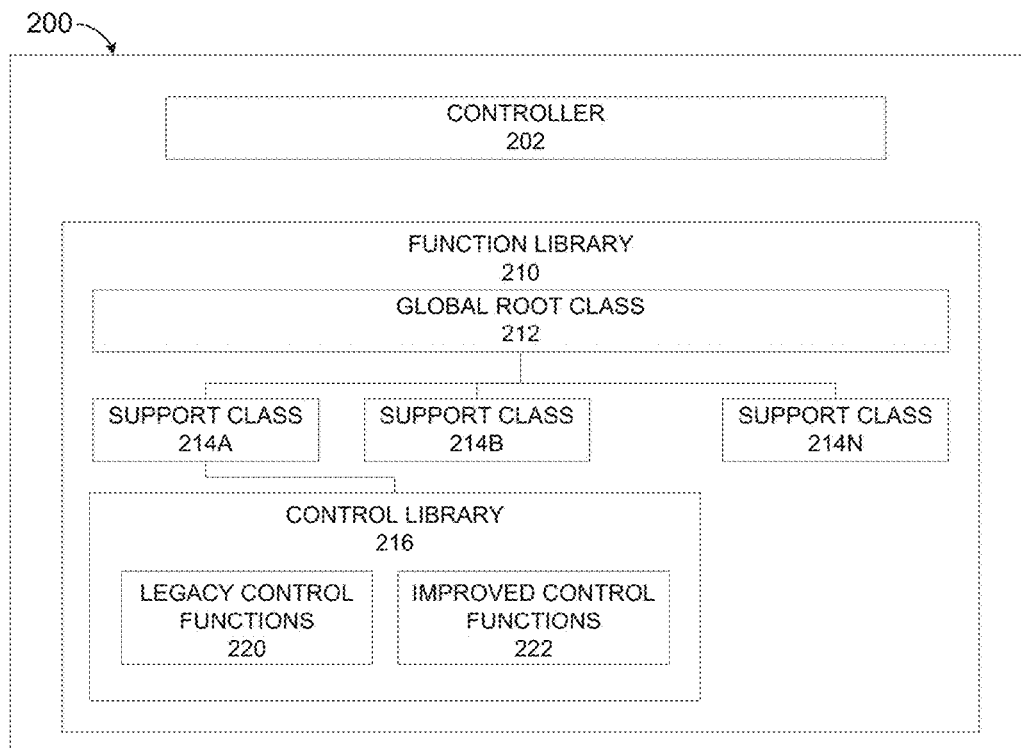 200
CONTROLLER
202
FUNCTION LIBRARY
210
GLOBAL ROOT CLASS
212
SUPPORT CLASS
214A
SUPPORT CLASS
214B
SUPPORT CLASS
214N
CONTROL LIBRARY
216
LEGACY CONTROL
FUNCTIONS
220
IMPROVED CONTROL
FUNCTIONS
222